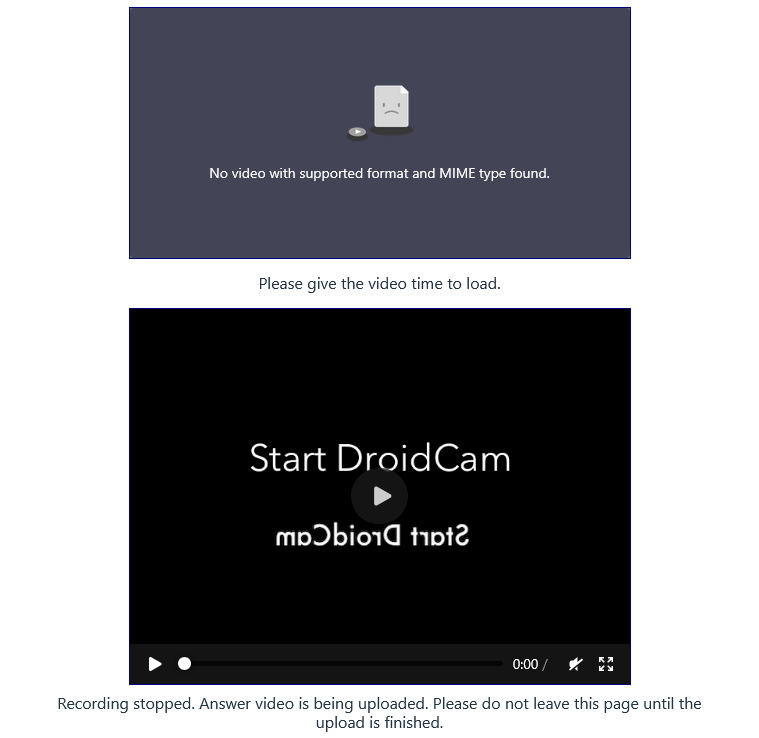 No video with supported format and MIME type found.
Please give the video time to load.
Start DroidCam
Start DroidCam
0:00 /
Recording stopped. Answer video is being uploaded. Please do not leave this page until the
upload is finished.